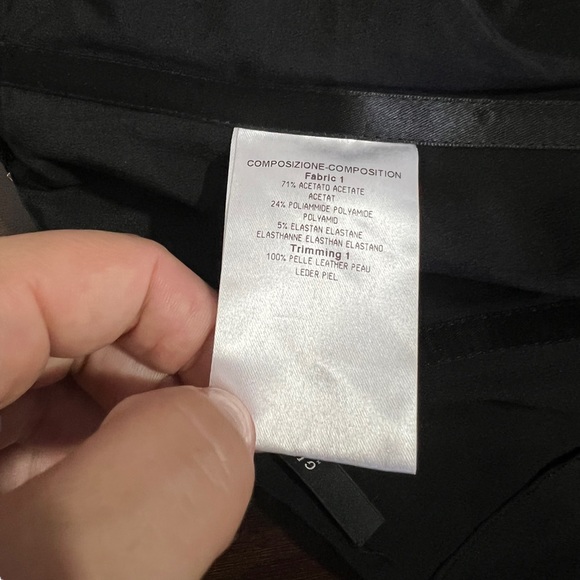 COMPOSIZIONE-COMPOSITION
Fabric 1
71% ACETATO ACETATE
ACETAT
24% POLIAMMIDE POLYAMIDE
POLYAMID
5% ELASTAN ELASTANE
ELASTHANNE ELASTHAN ELASTANO
Trimming 1
100% PELLE LEATHER PEAU
LEDER PIEL